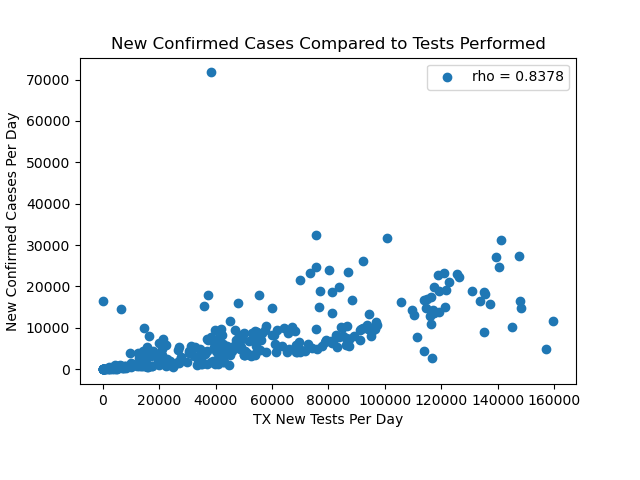 New Confirmed Cases Compared to Tests Performed
rho = 0.8378
New Confirmed Caeses Per Day
70000
60000
50000
40000
30000
20000
10000
0
0 20000 40000 60000 80000 100000 120000 140000 160000
TX New Tests Per Day